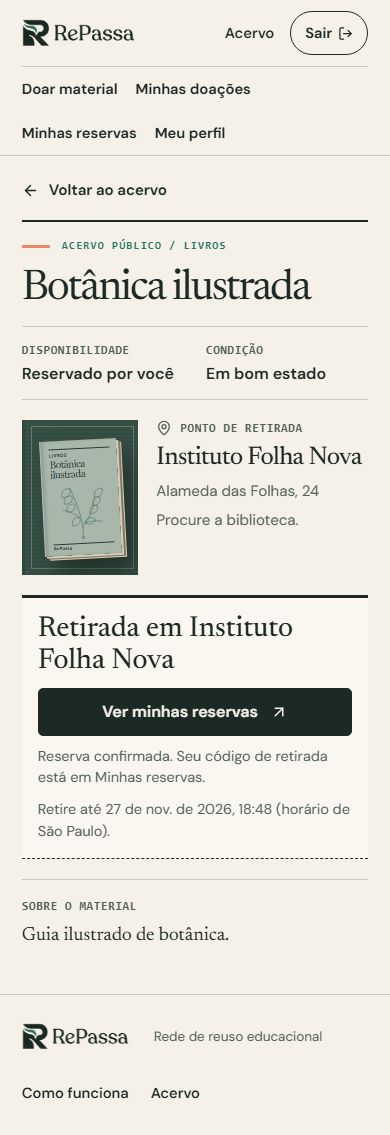 RePassa
Acervo
Sair
Doar material
Minhas doações
Minhas reservas
Meu perfil
Voltar ao acervo
ACERVO PÚBLICO / LIVROS
Botânica ilustrada
DISPONIBILIDADE
Reservado por você
CONDIÇÃO
Em bom estado
LIVROS
Botânica
ilustrada
RePassa
PONTO DE RETIRADA
Instituto Folha Nova
Alameda das Folhas, 24
Procure a biblioteca.
Retirada em Instituto
Folha Nova
Ver minhas reservas
Reserva confirmada. Seu código de retirada
está em Minhas reservas.
Retire até 27 de nov. de 2026, 18:48 (horário de
São Paulo).
SOBRE O MATERIAL
Guia ilustrado de botânica.
RePassa
Rede de reuso educacional
Como funciona
Acervo